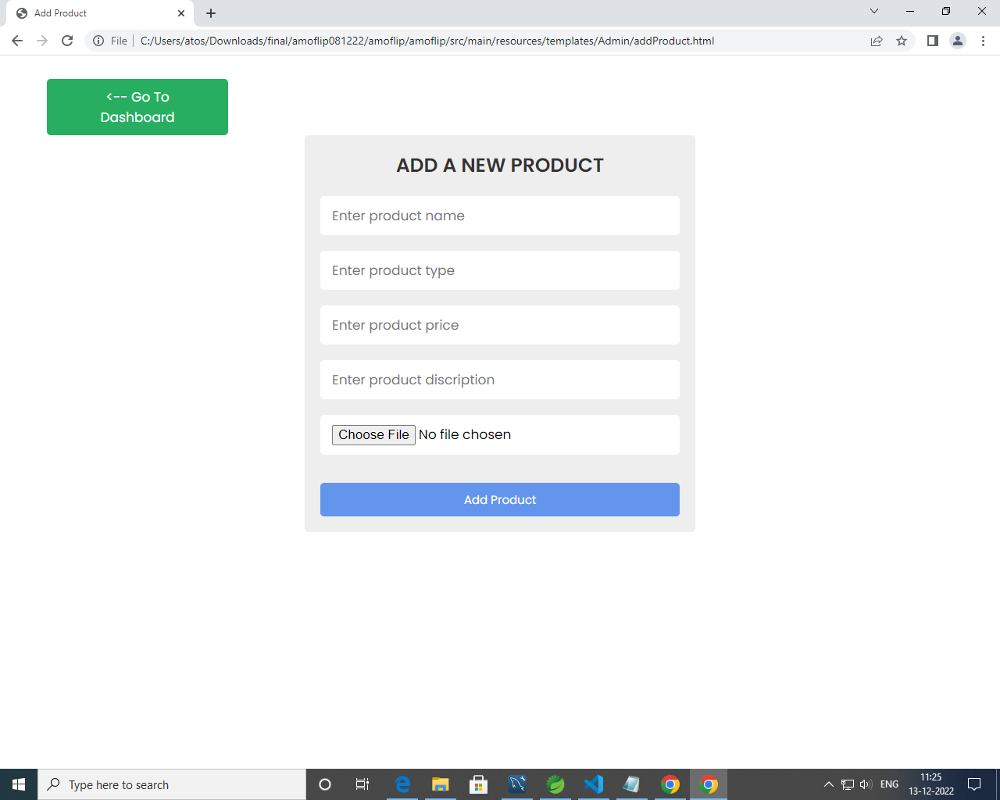 Add Product
File
C:/Users/atos/Downloads/final/amoflip081222/amoflip/amoflip/src/main/resources/templates/Admin/addProduct.html
<-- Go To
Dashboard
ADD A NEW PRODUCT
Enter product name
Enter product type
Enter product price
Enter product discription
Choose File No file chosen
Add Product
Type here to search
ENG
11:25
13-12-2022